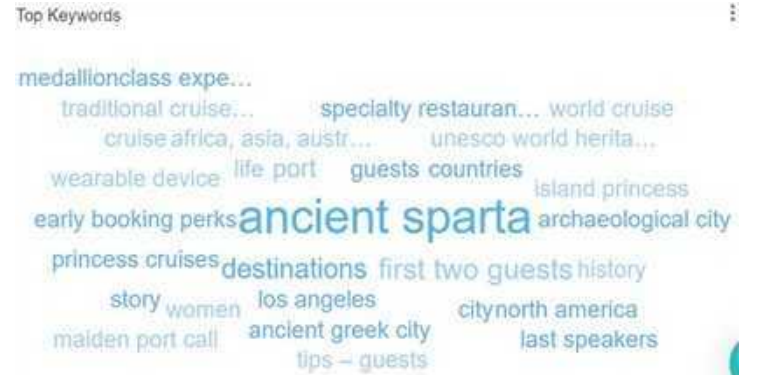 Top Keywords
medallionclass expe...
traditional cruise... specialty restauran... world cruise
cruise africa, asia, austr... unesco world herita...
wearable device life port guests countries island princess
early booking perks ancient sparta archaeological city
princess cruises destinations first two guests history
story women los angeles city north america
maiden port call ancient greek city last speakers
tips – guests